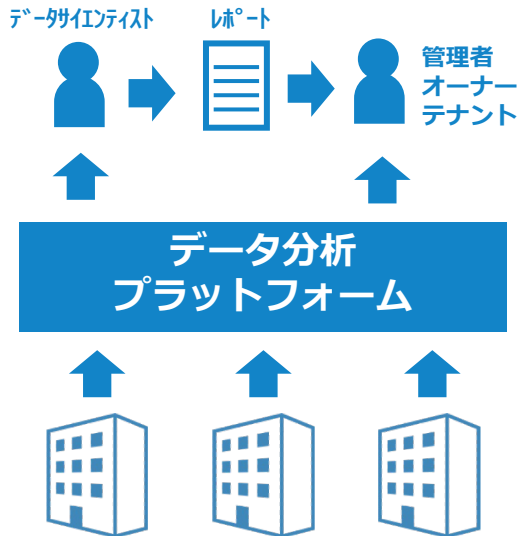 ﾃﾞｰﾀｻｲｴﾝﾃｨｽﾄ
ﾚﾎﾟｰﾄ
管理者
オーナー
テナント
データ分析
プラットフォーム